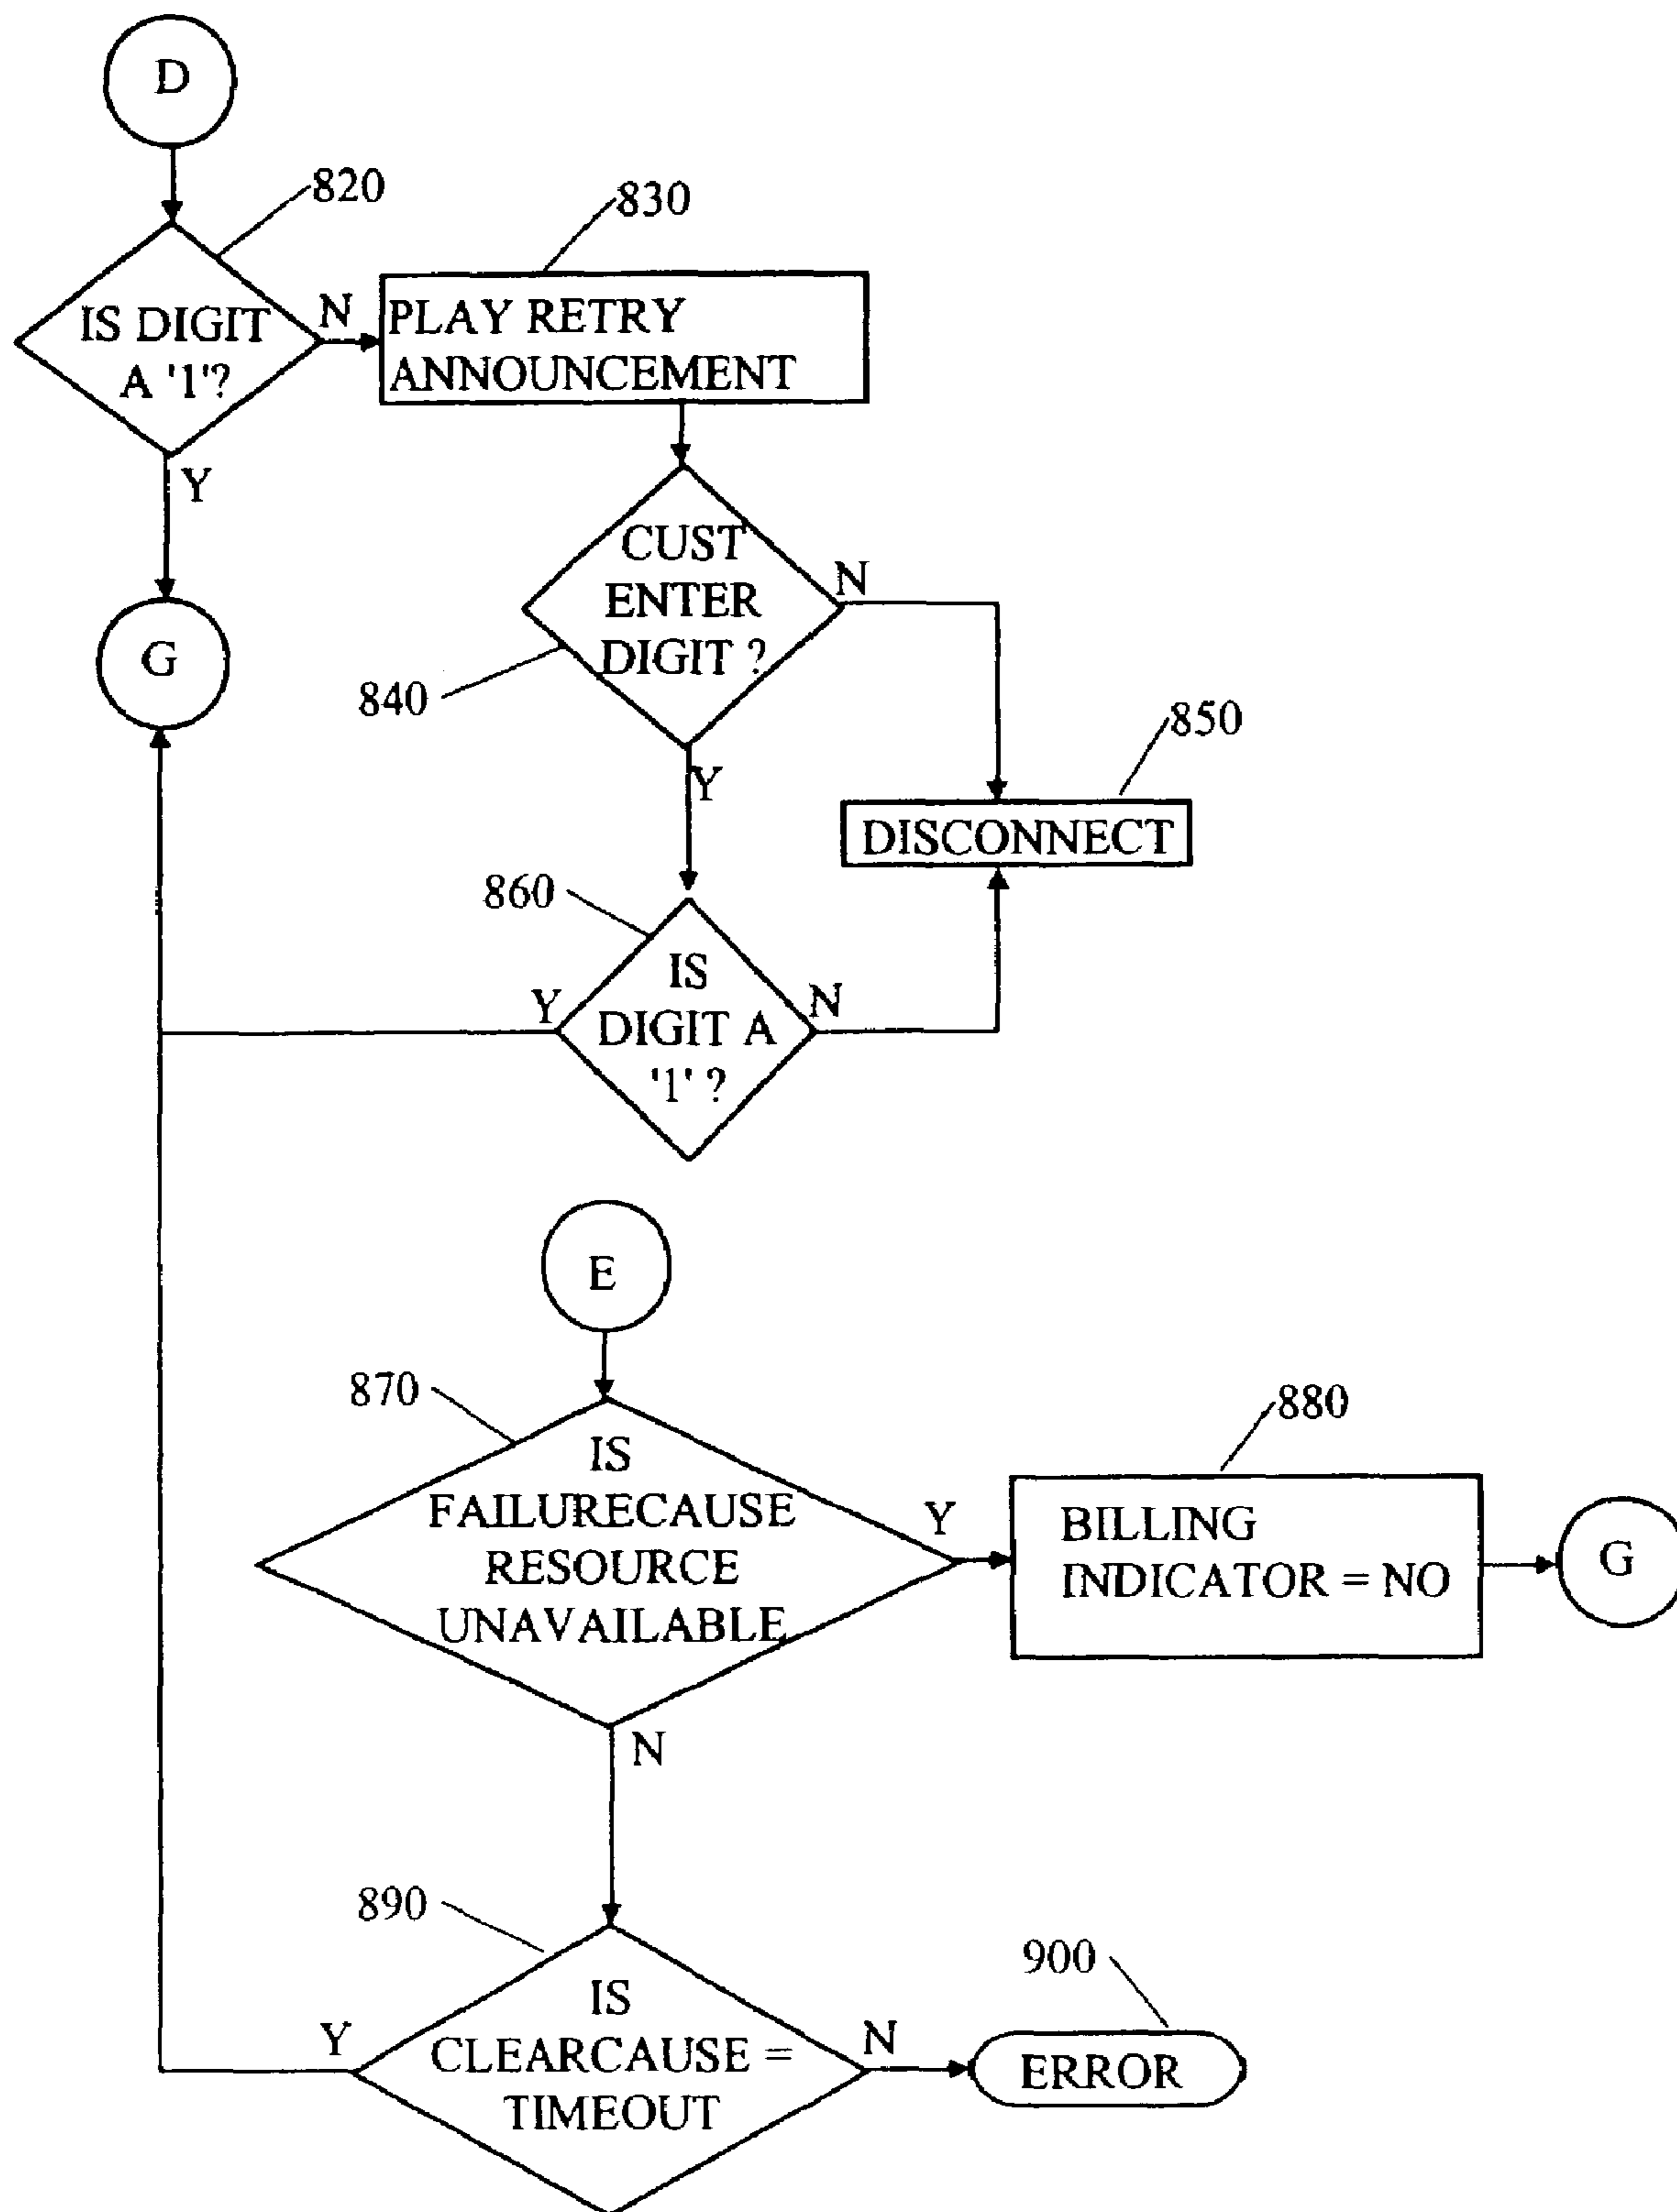 D
820
830
IS DIGIT
A '1'?
N
PLAY RETRY
ANNOUNCEMENT
Y
G
CUST
ENTER
DIGIT ?
N
840
850
Y
DISCONNECT
860
IS
DIGIT A
'1' ?
Y
N
E
870
880
IS
FAILURECAUSE
RESOURCE
UNAVAILABLE
Y
BILLING
INDICATOR = NO
G
N
890
900
IS
CLEARCAUSE =
TIMEOUT
Y
N
ERROR